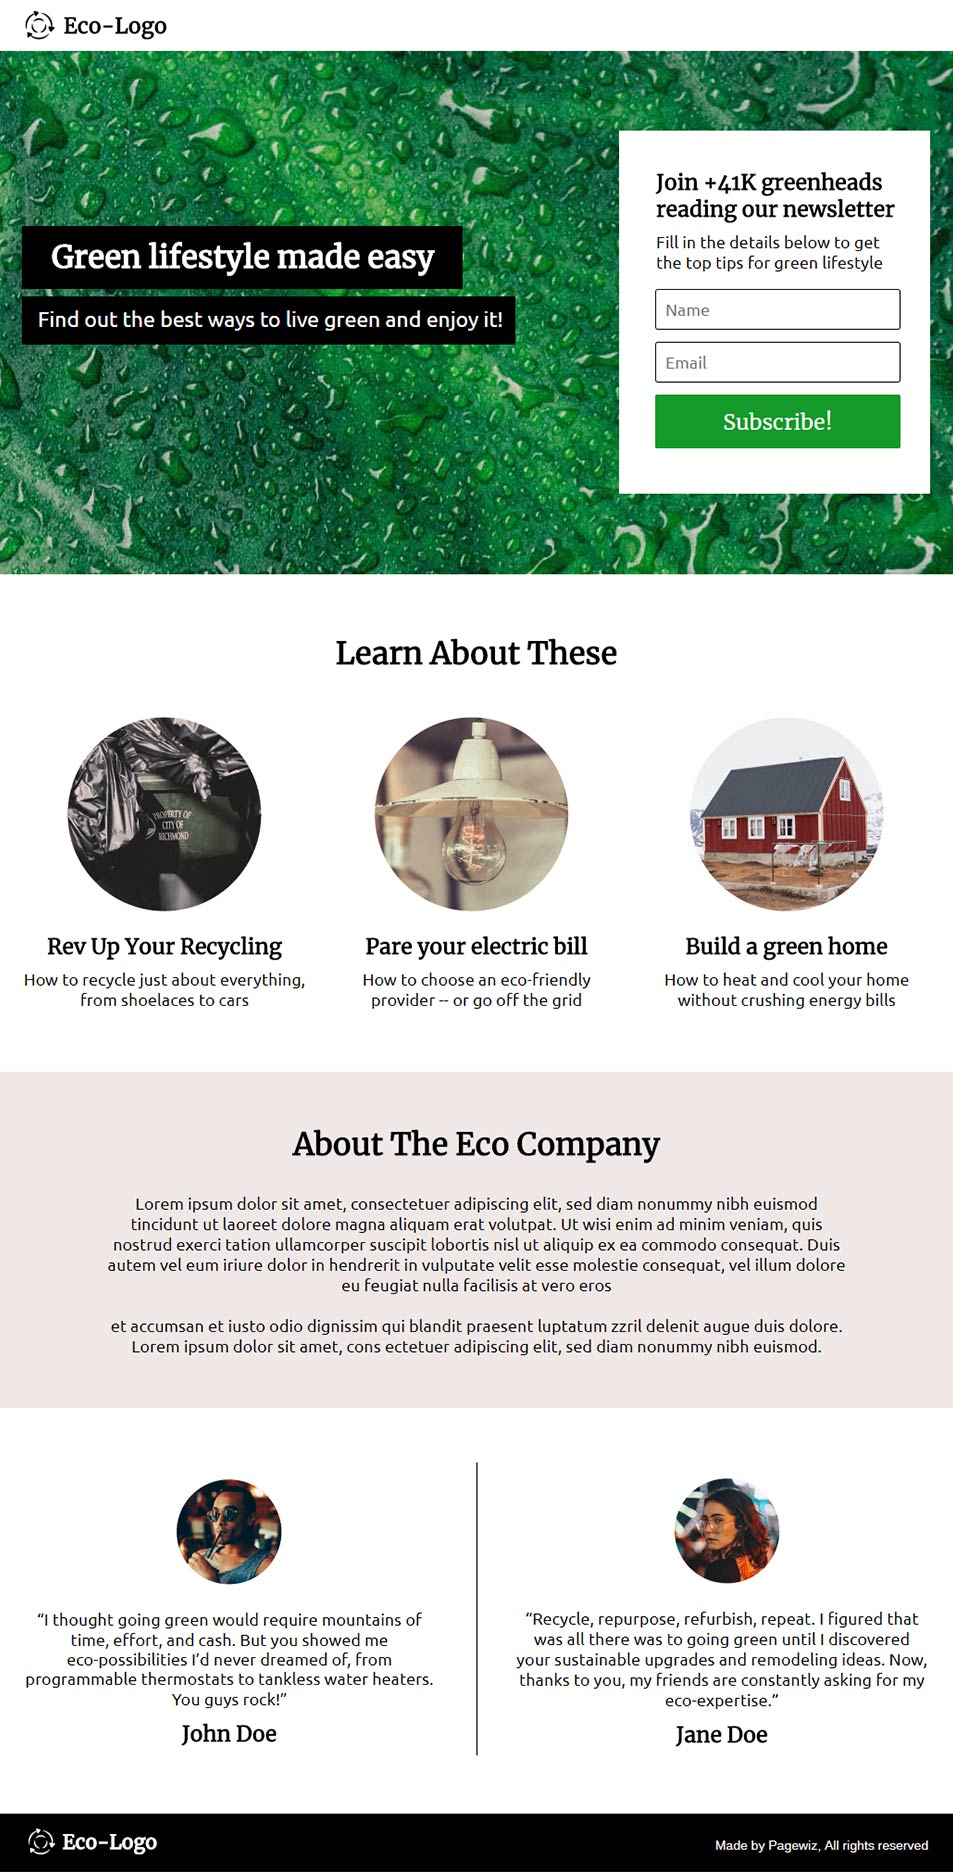 Eco-Logo
Green lifestyle made easy
Find out the best ways to live green and enjoy it!
Join +41K greenheads
reading our newsletter
Fill in the details below to get
the top tips for green lifestyle
Name
Email
Subscribe!
Learn About These
PROPERTY OF
CITY OF
RICHMOND
Rev Up Your Recycling
How to recycle just about everything,
from shoelaces to cars
Pare your electric bill
How to choose an eco-friendly
provider -- or go off the grid
Build a green home
How to heat and cool your home
without crushing energy bills
About The Eco Company
Lorem ipsum dolor sit amet, consectetuer adipiscing elit, sed diam nonummy nibh euismod
tincidunt ut laoreet dolore magna aliquam erat volutpat. Ut wisi enim ad minim veniam, quis
nostrud exerci tation ullamcorper suscipit lobortis nisl ut aliquip ex ea commodo consequat. Duis
autem vel eum iriure dolor in hendrerit in vulputate velit esse molestie consequat, vel illum dolore
eu feugiat nulla facilisis at vero eros
et accumsan et iusto odio dignissim qui blandit praesent luptatum zzril delenit augue duis dolore.
Lorem ipsum dolor sit amet, cons ectetuer adipiscing elit, sed diam nonummy nibh euismod.
“I thought going green would require mountains of
time, effort, and cash. But you showed me
eco-possibilities I’d never dreamed of, from
programmable thermostats to tankless water heaters.
You guys rock!”
John Doe
“Recycle, repurpose, refurbish, repeat. I figured that
was all there was to going green until I discovered
your sustainable upgrades and remodeling ideas. Now,
thanks to you, my friends are constantly asking for my
eco-expertise.”
Jane Doe
Eco-Logo
Made by Pagewiz, All rights reserved